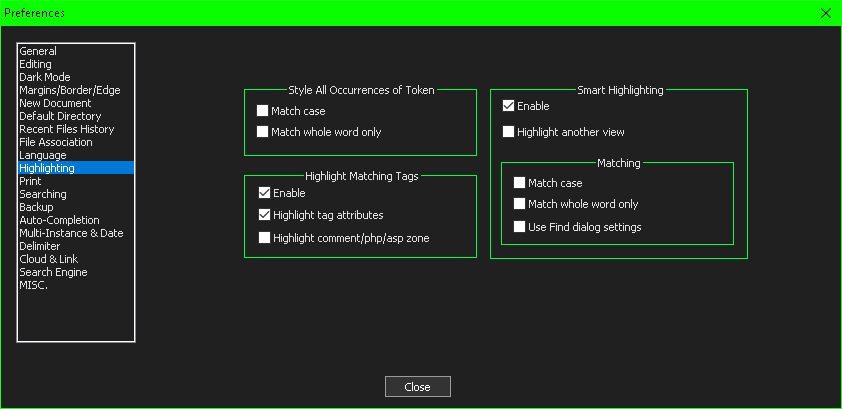 Preferences
General
Editing
Dark Mode
Margins/Border/Edge
New Document
Default Directory
Recent Files History
File Association
Language
Highlighting
Print
Searching
Backup
Auto-Completion
Multi-Instance & Date
Delimiter
Cloud & Link
Search Engine
MISC.
Style All Occurrences of Token
Match case
Match whole word only
Highlight Matching Tags
Enable
Highlight tag attributes
Highlight comment/php/asp zone
Smart Highlighting
Enable
Highlight another view
Matching
Match case
Match whole word only
Use Find dialog settings
Close